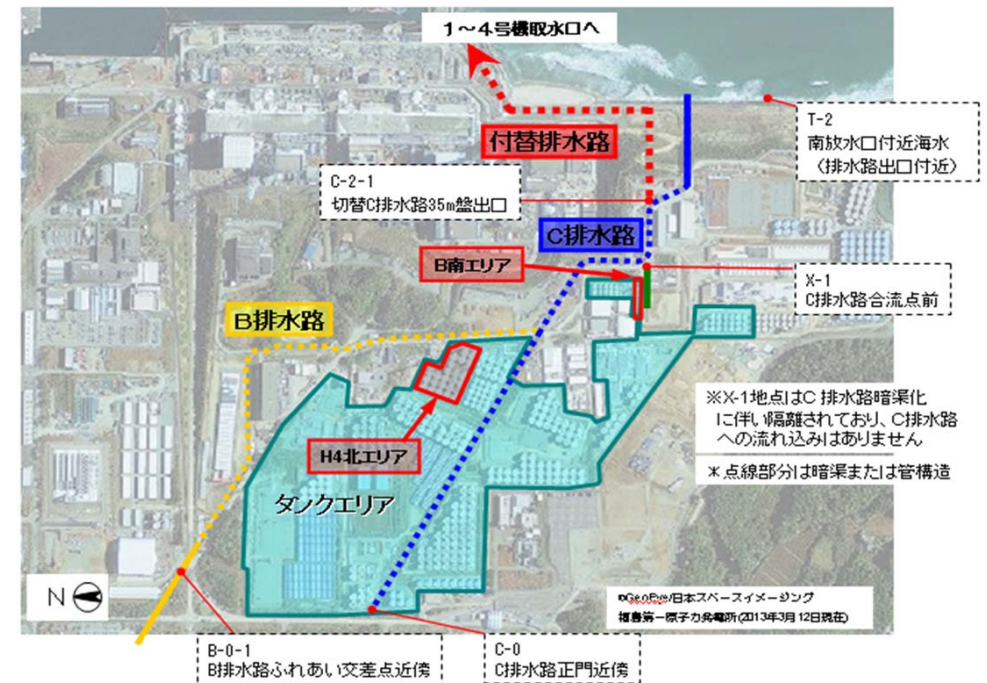 1～4号機取水口へ
付替排水路
T-2
南放水口付近海水
（排水路出口付近）
C-2-1
切替C排水路35m盤出口
C排水路
B南エリア
X-1
C排水路合流点前
B排水路
※X-1地点はC 排水路暗渠化
に伴い隔離されており、C排水路
への流れ込みはありません
＊点線部分は暗渠または管構造
H4北エリア
タンクエリア
N
©GeoEye/日本スペースイメージング
福島第一原子力発電所(2013年3月12日現在)
B-0-1
B排水路ふれあい交差点近傍
C-0
C排水路正門近傍